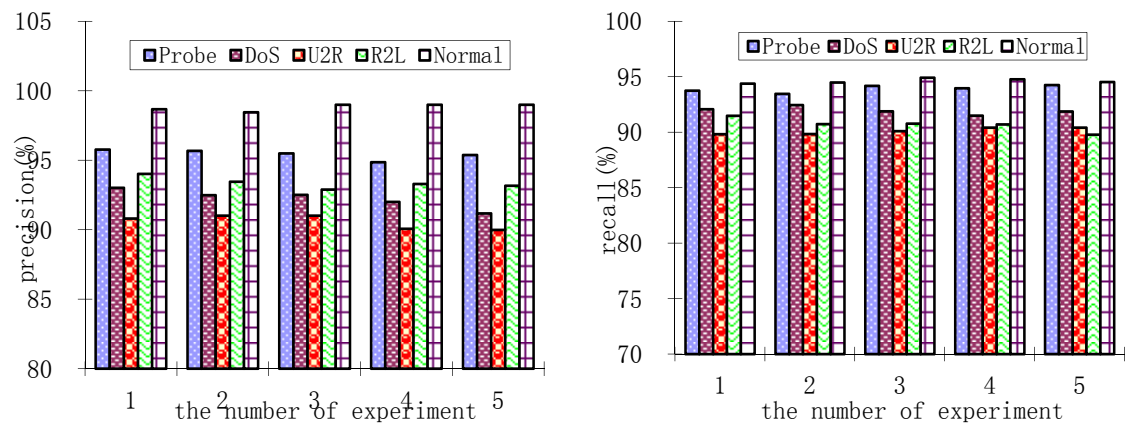 105
Probe DoS U2R R2L Normal
100
95
90
85
80
precision(%)
1 2 3 4 5
the number of experiment
100
Probe DoS U2R R2L Normal
95
90
85
80
75
70
recall(%)
1 2 3 4 5
the number of experiment